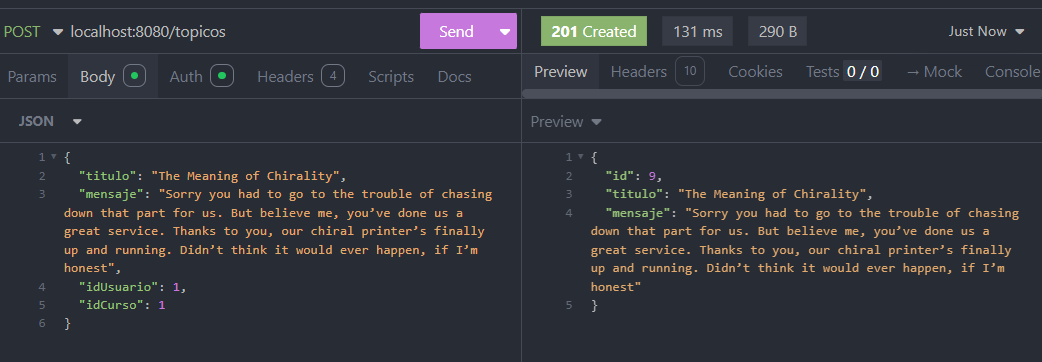 POST localhost:8080/topicos Send 201 Created 131 ms 290 B Just Now
Params Body Auth Headers 4 Scripts Docs
Preview Headers 10 Cookies Tests 0 / 0 → Mock Console
JSON
Preview
1 {
2 "titulo": "The Meaning of Chirality",
3 "mensaje": "Sorry you had to go to the trouble of chasing
down that part for us. But believe me, you’ve done us a
great service. Thanks to you, our chiral printer’s finally
up and running. Didn’t think it would ever happen, if I’m
honest",
4 "idUsuario": 1,
5 "idCurso": 1
6 }
1 {
2 "id": 9,
3 "titulo": "The Meaning of Chirality",
4 "mensaje": "Sorry you had to go to the trouble of chasing
down that part for us. But believe me, you’ve done us a
great service. Thanks to you, our chiral printer’s finally
up and running. Didn’t think it would ever happen, if I’m
honest"
5 }